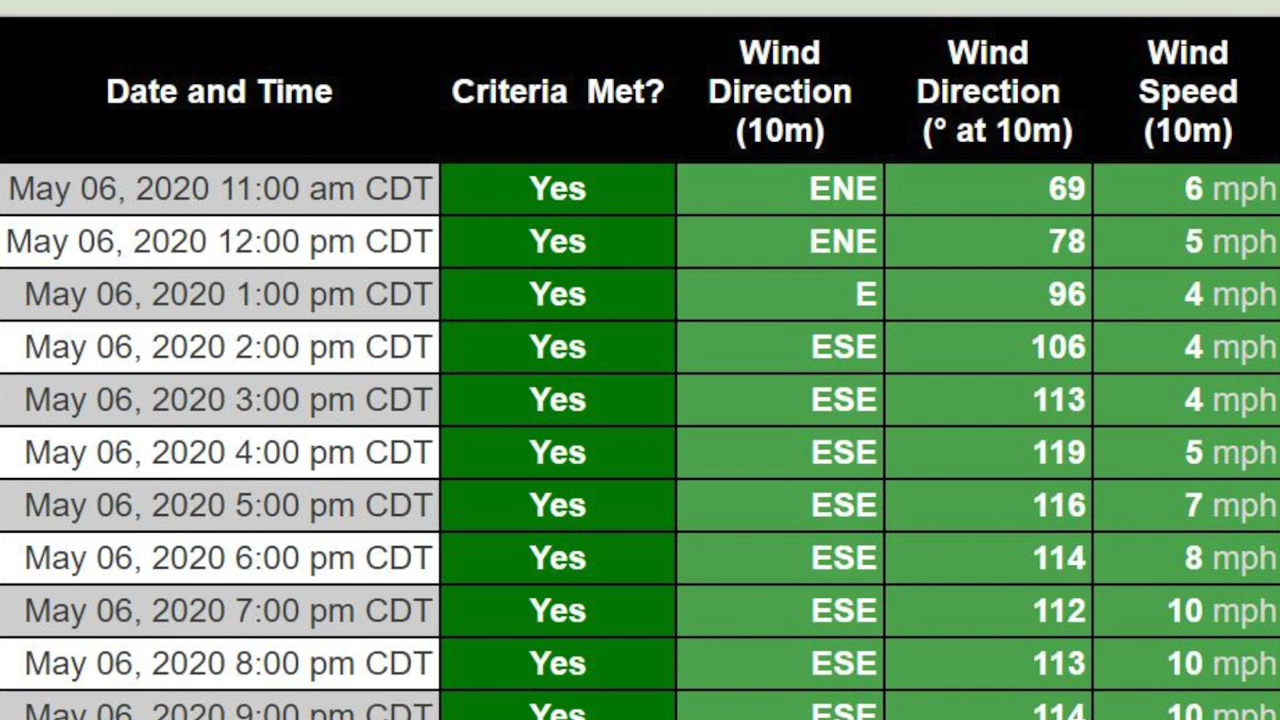 Date and Time Criteria Met? Wind Direction (10m) Wind Direction (° at 10m) Wind Speed (10m)
May 06, 2020 11:00 am CDT Yes ENE 69 6 mph
May 06, 2020 12:00 pm CDT Yes ENE 78 5 mph
May 06, 2020 1:00 pm CDT Yes E 96 4 mph
May 06, 2020 2:00 pm CDT Yes ESE 106 4 mph
May 06, 2020 3:00 pm CDT Yes ESE 113 4 mph
May 06, 2020 4:00 pm CDT Yes ESE 119 5 mph
May 06, 2020 5:00 pm CDT Yes ESE 116 7 mph
May 06, 2020 6:00 pm CDT Yes ESE 114 8 mph
May 06, 2020 7:00 pm CDT Yes ESE 112 10 mph
May 06, 2020 8:00 pm CDT Yes ESE 113 10 mph
May 06, 2020 9:00 pm CDT Yes ESE 114 10 mph